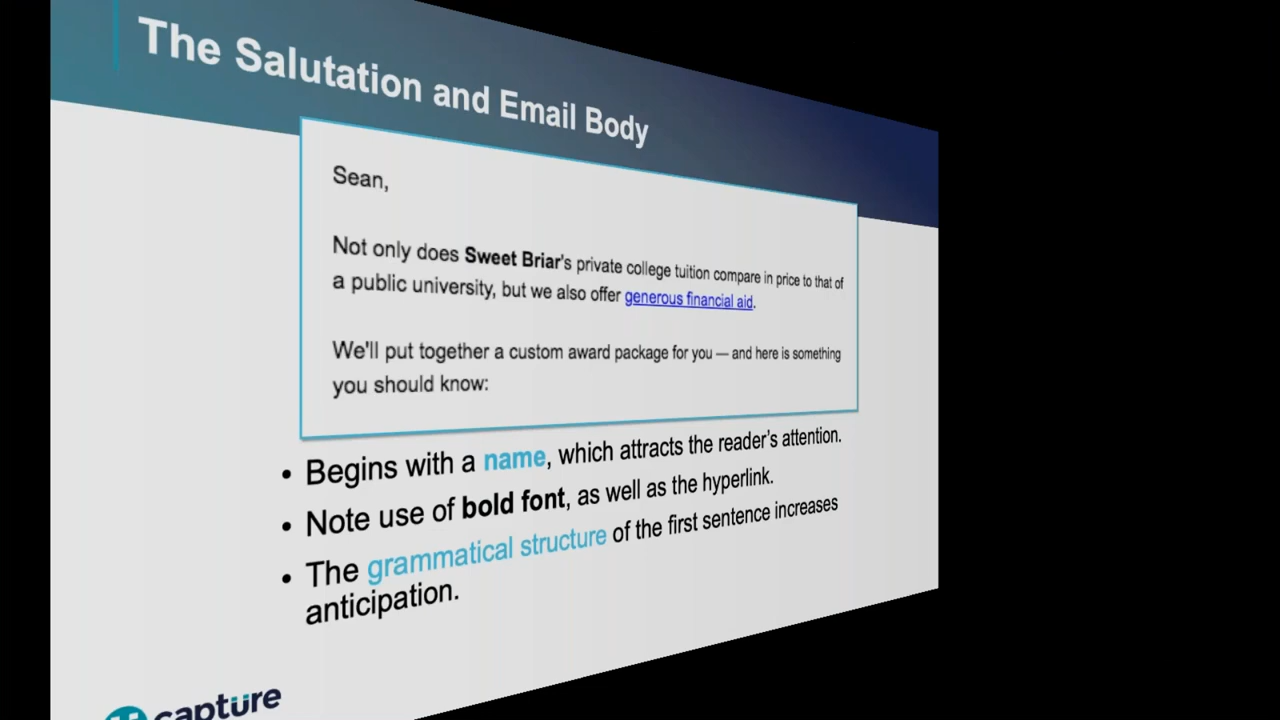 The Salutation and Email Body
Sean,
Not only does Sweet Briar's private college tuition compare in price to that of
a public university, but we also offer generous financial aid.
We'll put together a custom award package for you — and here is something
you should know:
• Begins with a name, which attracts the reader's attention.
• Note use of bold font, as well as the hyperlink.
• The grammatical structure of the first sentence increases
anticipation.
capture